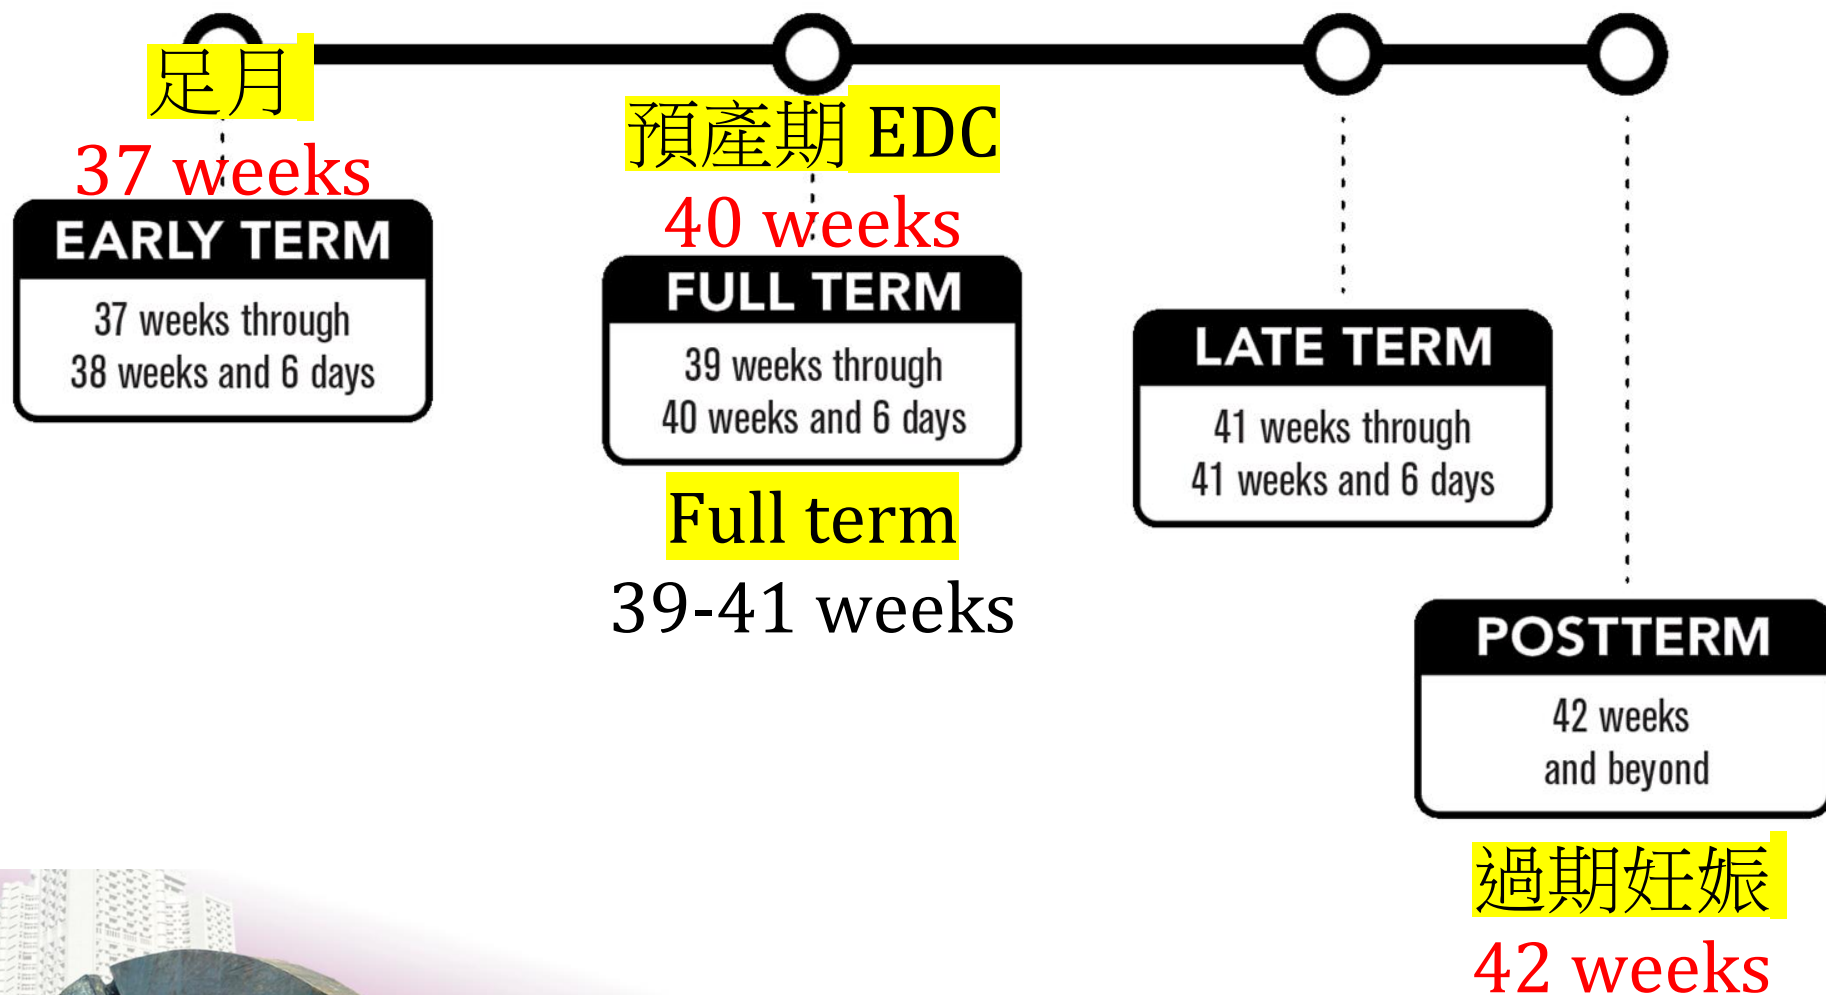 足月
37 weeks
EARLY TERM
37 weeks through
38 weeks and 6 days
預產期 EDC
40 weeks
FULL TERM
39 weeks through
40 weeks and 6 days
Full term
39-41 weeks
LATE TERM
41 weeks through
41 weeks and 6 days
POSTTERM
42 weeks
and beyond
過期妊娠
42 weeks